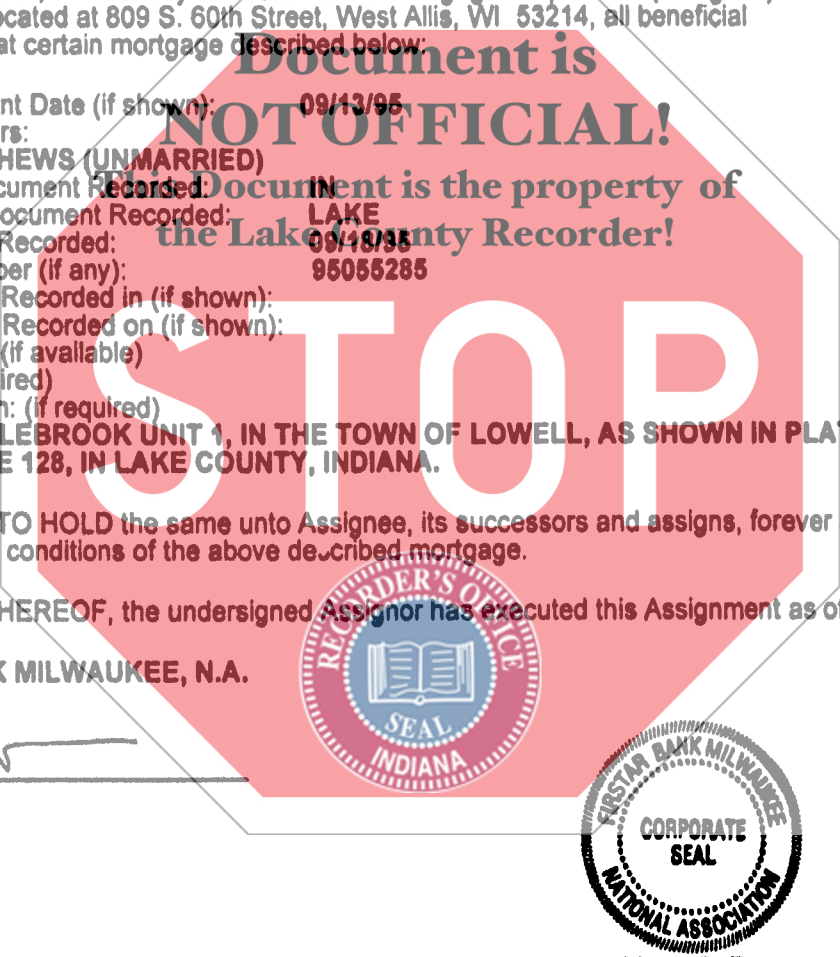 ocated at 809 S. 60th Street, West Allis, WI 53214, all beneficial
at certain mortgage described below:
Document is
nt Date (if shown): 09/13/95
NOT OFFICIAL!
rs:
HEWS (UNMARRIED)
cument Recorded: IN
This Document is the property of
ocument Recorded: LAKE
the Lake County Recorder!
Recorded: 09/18/95
ber (if any): 95055285
Recorded in (if shown):
Recorded on (if shown):
(if available)
ired)
n: (if required)
STOP
LEBROOK UNIT 1, IN THE TOWN OF LOWELL, AS SHOWN IN PLA
E 128, IN LAKE COUNTY, INDIANA.
TO HOLD the same unto Assignee, its successors and assigns, forever
conditions of the above described mortgage.
HEREOF, the undersigned Assignor has executed this Assignment as o
K MILWAUKEE, N.A.
RECORDER'S OFFICE
SEAL
INDIANA
FIRSTAR BANK MILWAUKEE
CORPORATE
SEAL
NATIONAL ASSOCIATION